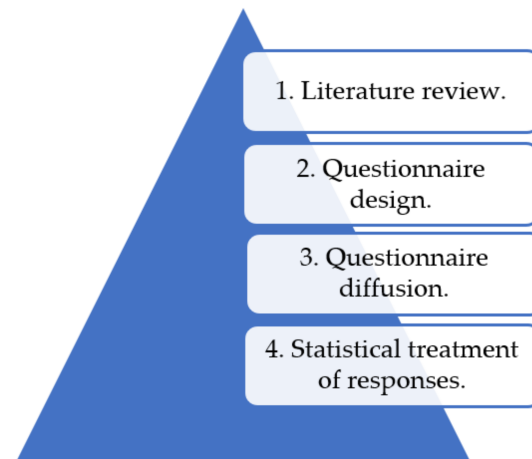 1. Literature review.
2. Questionnaire
design.
3. Questionnaire
diffusion.
4. Statistical treatment
of responses.